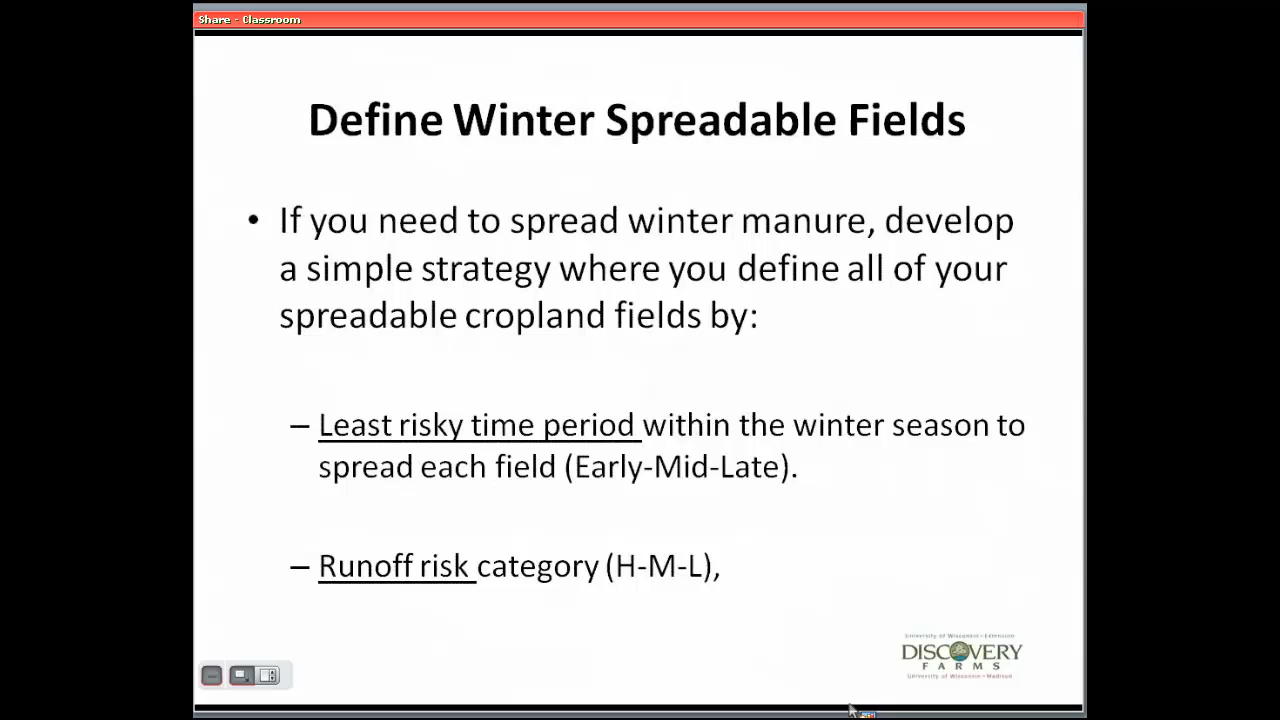 Share - Classroom
Define Winter Spreadable Fields
• If you need to spread winter manure, develop
a simple strategy where you define all of your
spreadable cropland fields by:
– Least risky time period within the winter season to
spread each field (Early-Mid-Late).
– Runoff risk category (H-M-L),
University of Wisconsin - Extension
DISCOVERY
FARMS
University of Wisconsin - Madison